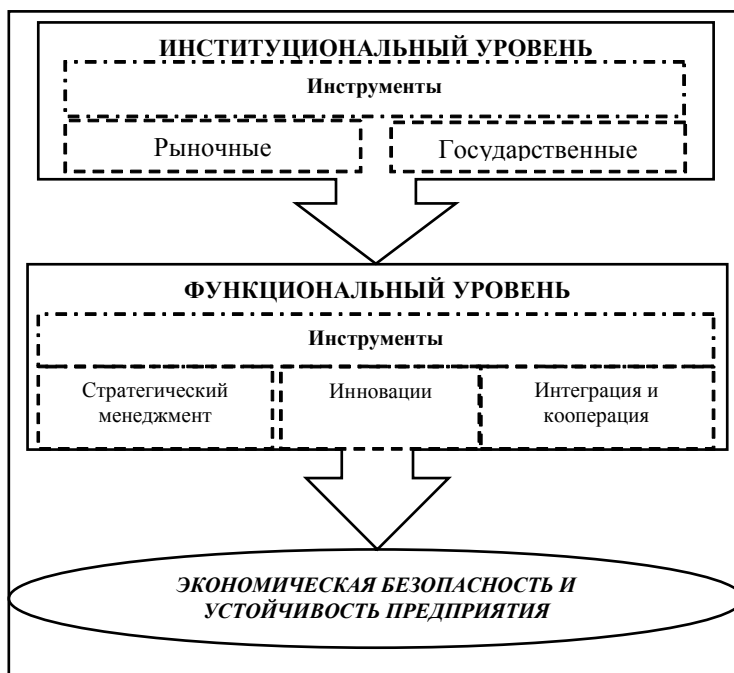 ИНСТИТУЦИОНАЛЬНЫЙ УРОВЕНЬ
Инструменты
Рыночные
Государственные
ФУНКЦИОНАЛЬНЫЙ УРОВЕНЬ
Инструменты
Стратегический
менеджмент
Инновации
Интеграция и
кооперация
ЭКОНОМИЧЕСКАЯ БЕЗОПАСНОСТЬ И
УСТОЙЧИВОСТЬ ПРЕДПРИЯТИЯ